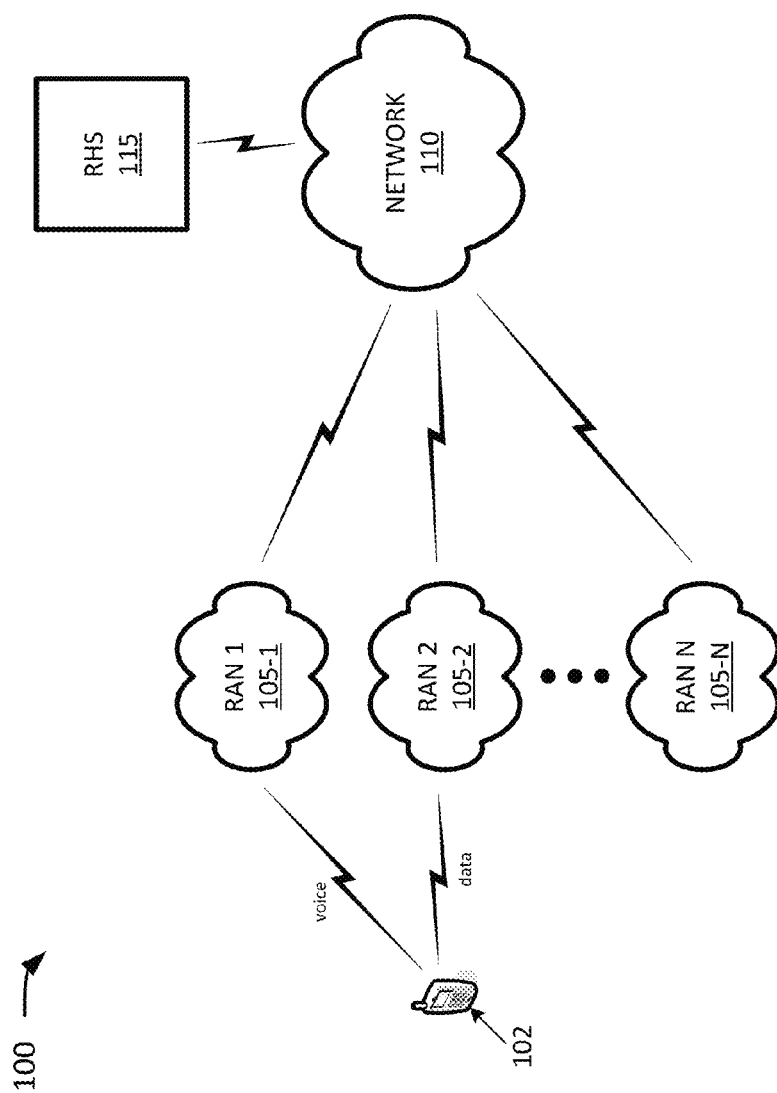 100
102
voice
data
RAN 1
105-1
RAN 2
105-2
RAN N
105-N
NETWORK
110
RHS
115